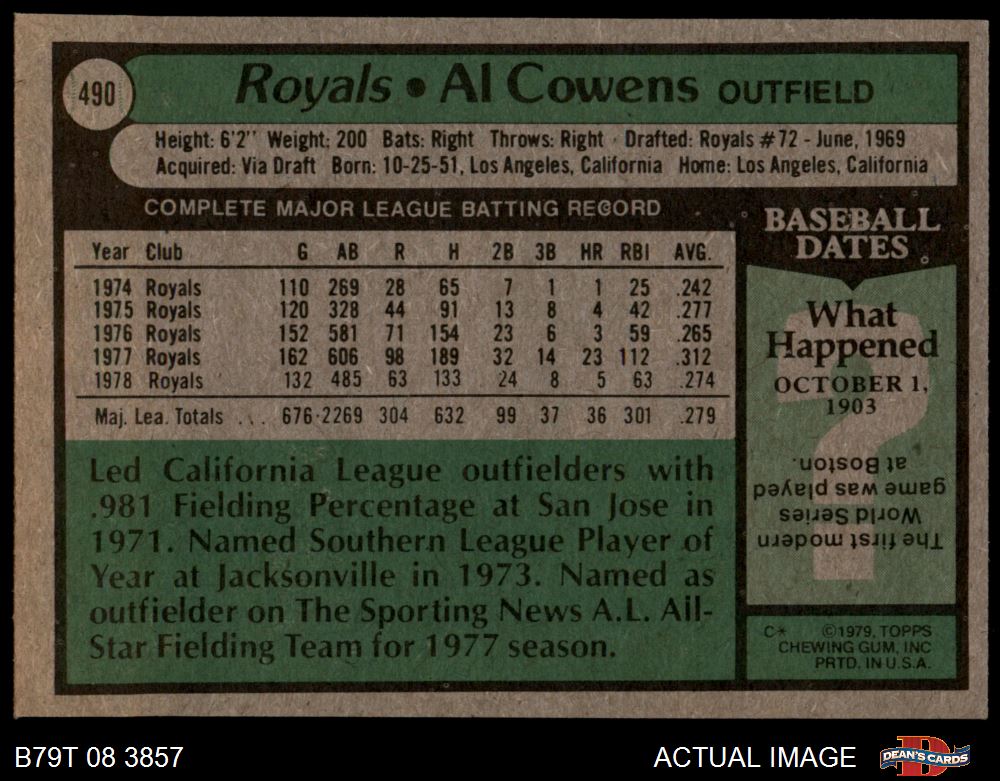 490
Royals • Al Cowens OUTFIELD
Height: 6'2" Weight: 200 Bats: Right Throws: Right · Drafted: Royals #72 - June, 1969
Acquired: Via Draft Born: 10-25-51, Los Angeles, California Home: Los Angeles, California
COMPLETE MAJOR LEAGUE BATTING RECORD
Year Club G AB R H 2B 3B HR RBI AVG.
1974 Royals 110 269 28 65 7 1 1 25 .242
1975 Royals 120 328 44 91 13 8 4 42 .277
1976 Royals 152 581 71 154 23 6 3 59 .265
1977 Royals 162 606 98 189 32 14 23 112 .312
1978 Royals 132 485 63 133 24 8 5 63 .274
Maj. Lea. Totals ... 676 2269 304 632 99 37 36 301 .279
Led California League outfielders with
.981 Fielding Percentage at San Jose in
1971. Named Southern League Player of
Year at Jacksonville in 1973. Named as
outfielder on The Sporting News A.L. All-
Star Fielding Team for 1977 season.
BASEBALL
DATES
What
Happened
OCTOBER 1,
1903
?
The first modern
World Series
game was played
at Boston.
C* ©1979, TOPPS
CHEWING GUM, INC
PRTD. IN U.S.A.
B79T 08 3857
ACTUAL IMAGE
D
DEAN'S CARDS